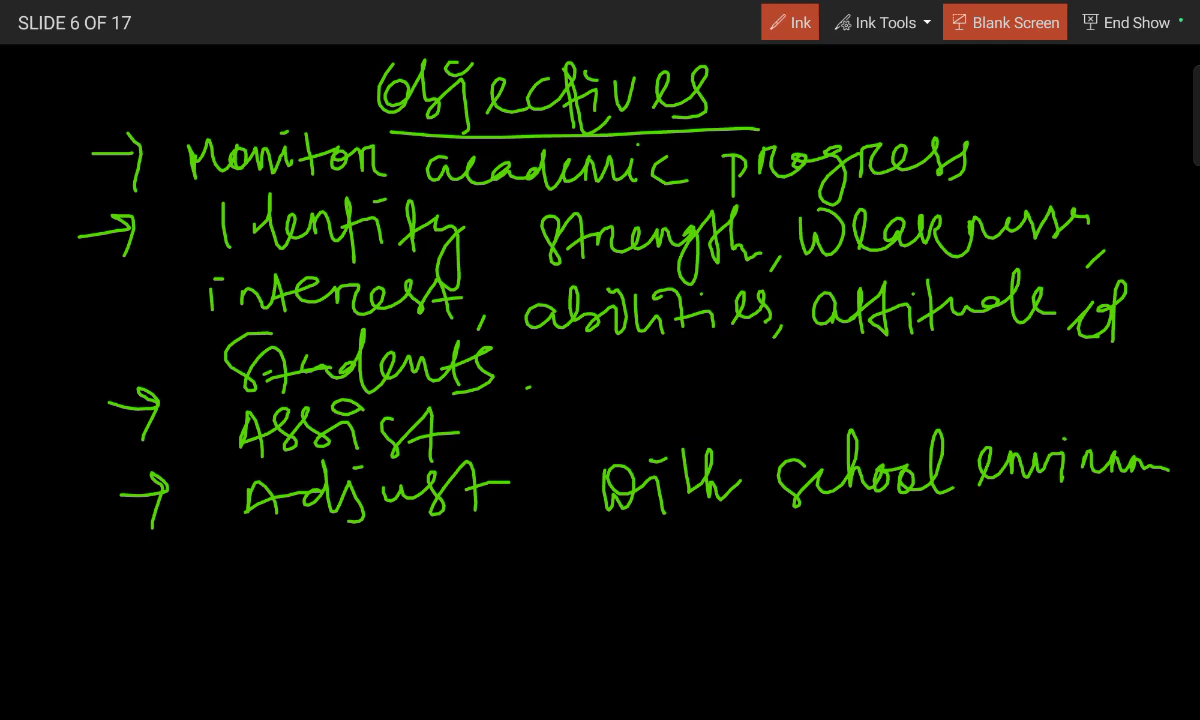 SLIDE 6 OF 17 Ink Ink Tools Blank Screen End Show
Objectives
→ Monitor academic progress
→ Identify strength, weakness,
interest, abilities, attitude of
students.
→ Assist
→ Adjust with school environm